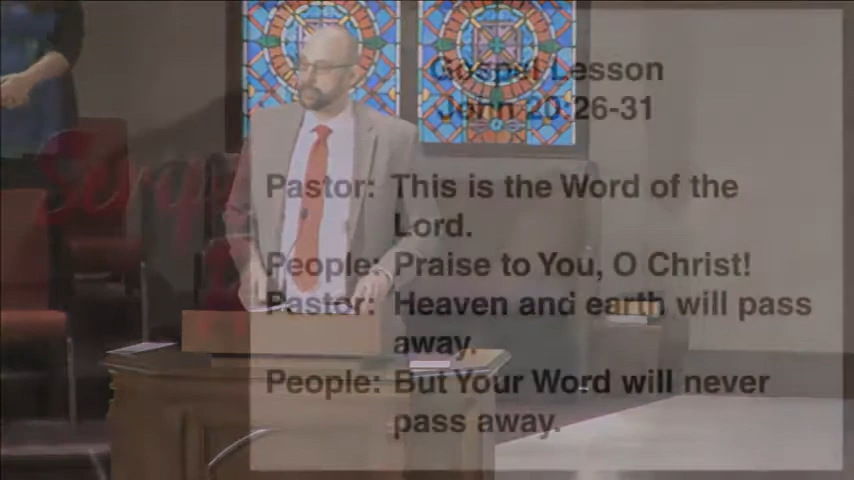 Gospel Lesson
John 20:26-31
Pastor: This is the Word of the
Lord.
People: Praise to You, O Christ!
Pastor: Heaven and earth will pass
away.
People: But Your Word will never
pass away.